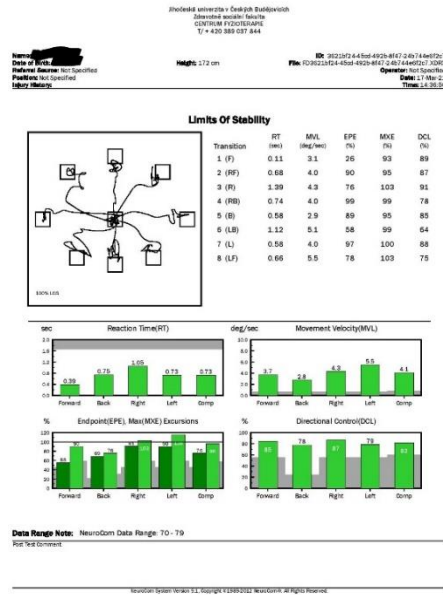 Jihočeská univerzita v Českých Budějovicích
Zdravotně sociální fakulta
CENTRUM FYZIOTERAPIE
T/ + 420 389 037 844
Name:
Date of Birth:
Height: 172 cm
Referral Source: Not Specified
Position: Not Specified
Injury History:
Operator: Not Specified
Date: 17-Mar-2
Limits Of Stability
Transition RT (sec) MVL (deg/sec) EPE (%) MXE (%) DCL (%)
1 (F) 0.11 3.1 26 93 89
2 (RF) 0.68 4.0 90 95 87
3 (R) 1.39 4.3 76 103 91
4 (RB) 0.74 4.0 99 99 78
5 (B) 0.58 2.9 89 95 85
6 (LB) 1.12 5.1 58 99 64
7 (L) 0.58 4.0 97 100 88
8 (LF) 0.66 5.5 78 103 75
100% LOS
sec Reaction Time(RT)
0.39 0.75 1.05 0.73 0.73
Forward Back Right Left Comp
deg/sec Movement Velocity(MVL)
3.7 2.8 4.3 5.5 4.1
Forward Back Right Left Comp
% Endpoint(EPE), Max(MXE) Excursions
Forward Back Right Left Comp
% Directional Control(DCL)
85 78 87 79 82
Forward Back Right Left Comp
Data Range Note: NeuroCom Data Range: 70 - 79
Post Test Comment: